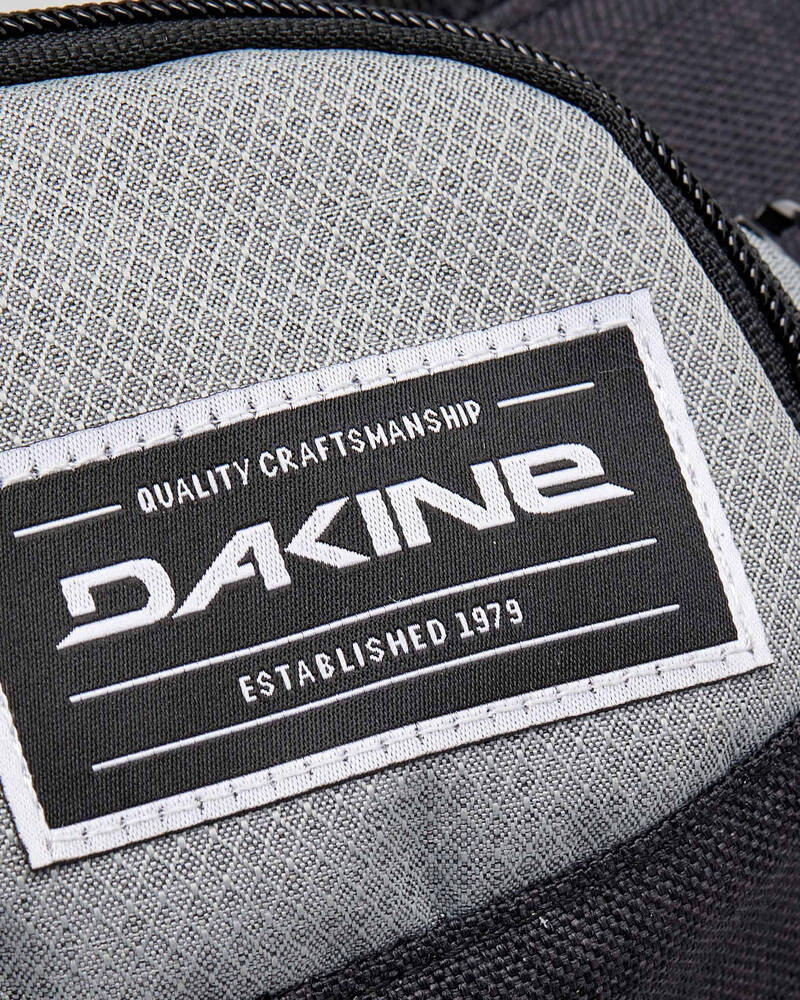 QUALITY CRAFTSMANSHIP
DAKINE
ESTABLISHED 1979